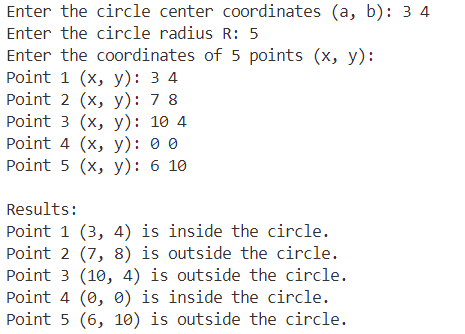 Enter the circle center coordinates (a, b): 3 4
Enter the circle radius R: 5
Enter the coordinates of 5 points (x, y):
Point 1 (x, y): 3 4
Point 2 (x, y): 7 8
Point 3 (x, y): 10 4
Point 4 (x, y): 0 0
Point 5 (x, y): 6 10

Results:
Point 1 (3, 4) is inside the circle.
Point 2 (7, 8) is outside the circle.
Point 3 (10, 4) is outside the circle.
Point 4 (0, 0) is inside the circle.
Point 5 (6, 10) is outside the circle.